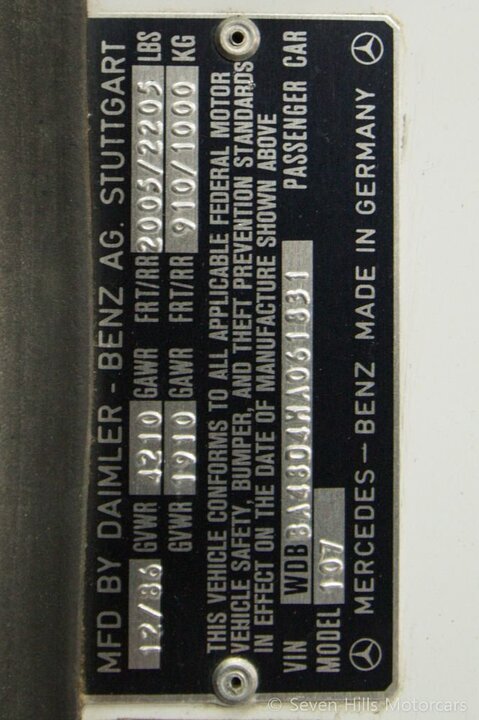 MFD BY DAIMLER - BENZ AG. STUTTGART
12/86 GVWR 4210 GAWR FRT/RR 2005/2205 LBS
GVWR 1910 GAWR FRT/RR 910/1000 KG
THIS VEHICLE CONFORMS TO ALL APPLICABLE FEDERAL MOTOR
VEHICLE SAFETY, BUMPER, AND THEFT PREVENTION STANDARDS
IN EFFECT ON THE DATE OF MANUFACTURE SHOWN ABOVE
VIN WDBBA48D4HA061831 PASSENGER CAR
MODEL 107
MERCEDES - BENZ MADE IN GERMANY
© Seven Hills Motorcars